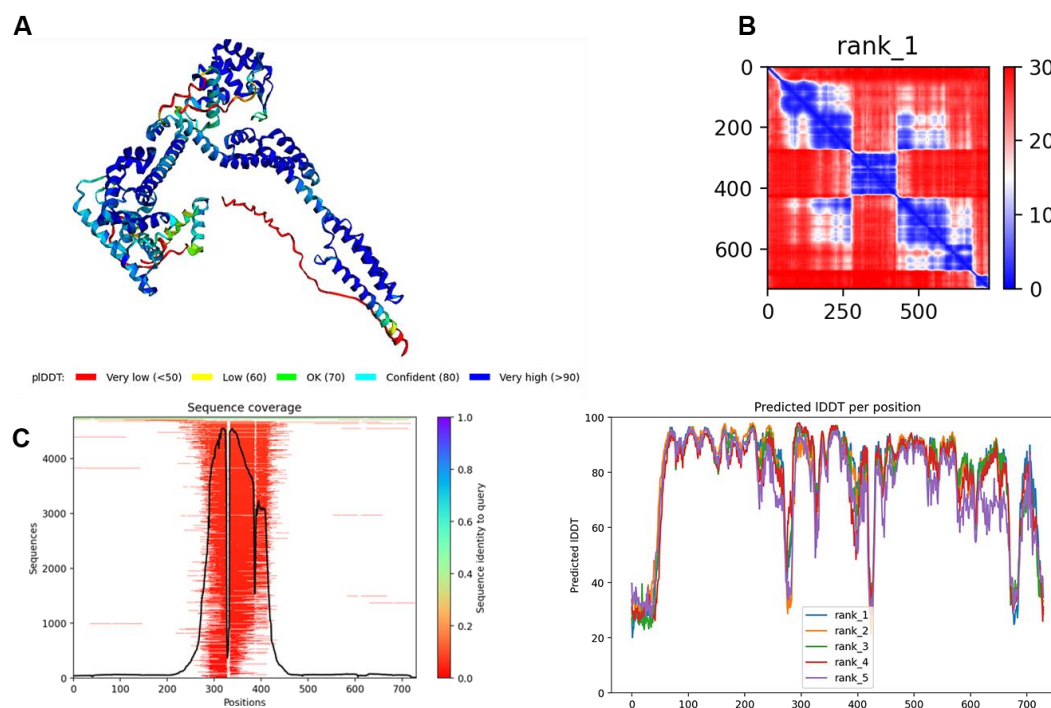 A
B
rank_1
0
200
400
600
0
250
500
30
20
10
0
plDDT:
Very low (<50)
Low (60)
OK (70)
Confident (80)
Very high (>90)
C
Sequence coverage
Sequences
4000
3000
2000
1000
0
0
100
200
300
400
500
600
700
Positions
1.0
0.8
0.6
0.4
0.2
0.0
Sequence identity to query
Predicted lDDT per position
Predicted lDDT
100
80
60
40
20
0
rank_1
rank_2
rank_3
rank_4
rank_5
0
100
200
300
400
500
600
700